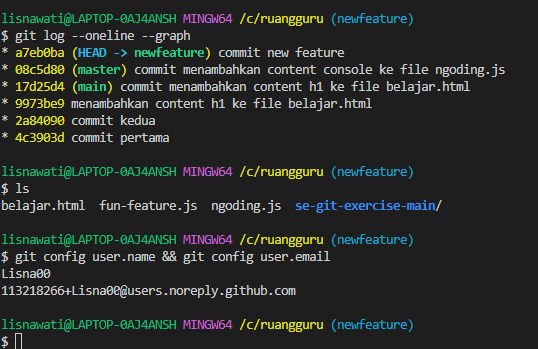 lisnawati@LAPTOP-0AJ4ANSH MINGW64 /c/ruangguru (newfeature)
$ git log --oneline --graph
* a7eb0ba (HEAD -> newfeature) commit new feature
* 08c5d80 (master) commit menambahkan content console ke file ngoding.js
* 17d25d4 (main) commit menambahkan content h1 ke file belajar.html
* 9973be9 menambahkan content h1 ke file belajar.html
* 2a84090 commit kedua
* 4c3903d commit pertama
lisnawati@LAPTOP-0AJ4ANSH MINGW64 /c/ruangguru (newfeature)
$ ls
belajar.html  fun-feature.js  ngoding.js  se-git-exercise-main/
lisnawati@LAPTOP-0AJ4ANSH MINGW64 /c/ruangguru (newfeature)
$ git config user.name && git config user.email
Lisna00
113218266+Lisna00@users.noreply.github.com
lisnawati@LAPTOP-0AJ4ANSH MINGW64 /c/ruangguru (newfeature)
$